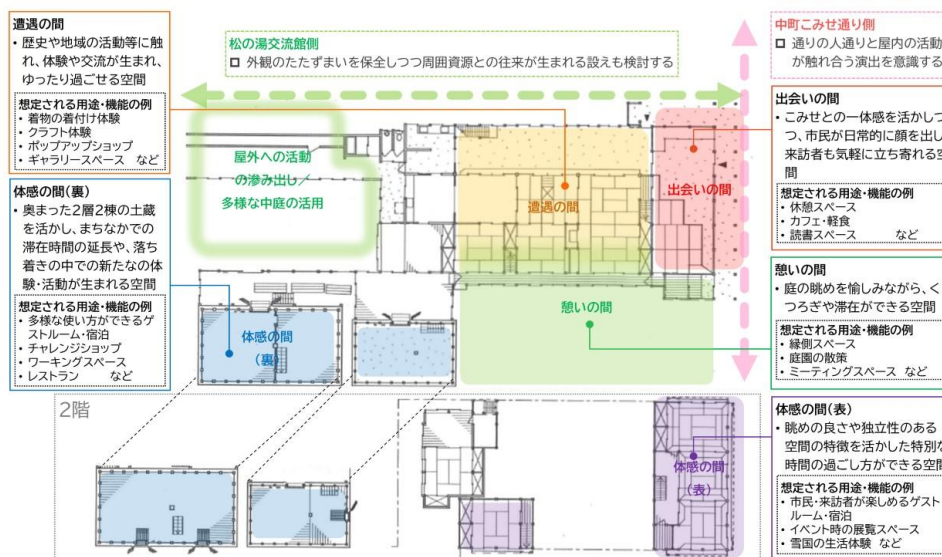 遭遇の間
・歴史や地域の活動等に触
れ、体験や交流が生まれ、
ゆったり過ごせる空間
想定される用途・機能の例
・着物の着付け体験
・クラフト体験
・ポップアップショップ
・ギャラリースペース など
体感の間(裏)
・奥まった2層2棟の土蔵
を活かし、まちなかでの
滞在時間の延長や、落ち
着きの中での新たな体
験・活動が生まれる空間
想定される用途・機能の例
・多様な使い方ができるゲ
ストルーム・宿泊
・チャレンジショップ
・ワーキングスペース
・レストラン など
松の湯交流館側
□ 外観のたたずまいを保全しつつ周囲資源との往来が生まれる設えも検討する
屋外への活動
の滲み出し/
多様な中庭の活用
遭遇の間
出会いの間
憩いの間
体感の間
(裏)
2階
体感の間
(表)
中町こみせ通り側
□ 通りの人通りと屋内の活動
が触れ合う演出を意識する
出会いの間
・こみせとの一体感を活かしつ
つ、市民が日常的に顔を出し
来訪者も気軽に立ち寄れる空
間
想定される用途・機能の例
・休憩スペース
・カフェ・軽食
・読書スペース など
憩いの間
・庭の眺めを愉しみながら、く
つろぎや滞在ができる空間
想定される用途・機能の例
・縁側スペース
・庭園の散策
・ミーティングスペース など
体感の間(表)
・眺めの良さや独立性のある
空間の特徴を活かした特別な
時間の過ごし方ができる空間
想定される用途・機能の例
・市民・来訪者が楽しめるゲスト
ルーム・宿泊
・イベント時の展覧スペース
・雪国の生活体験 など